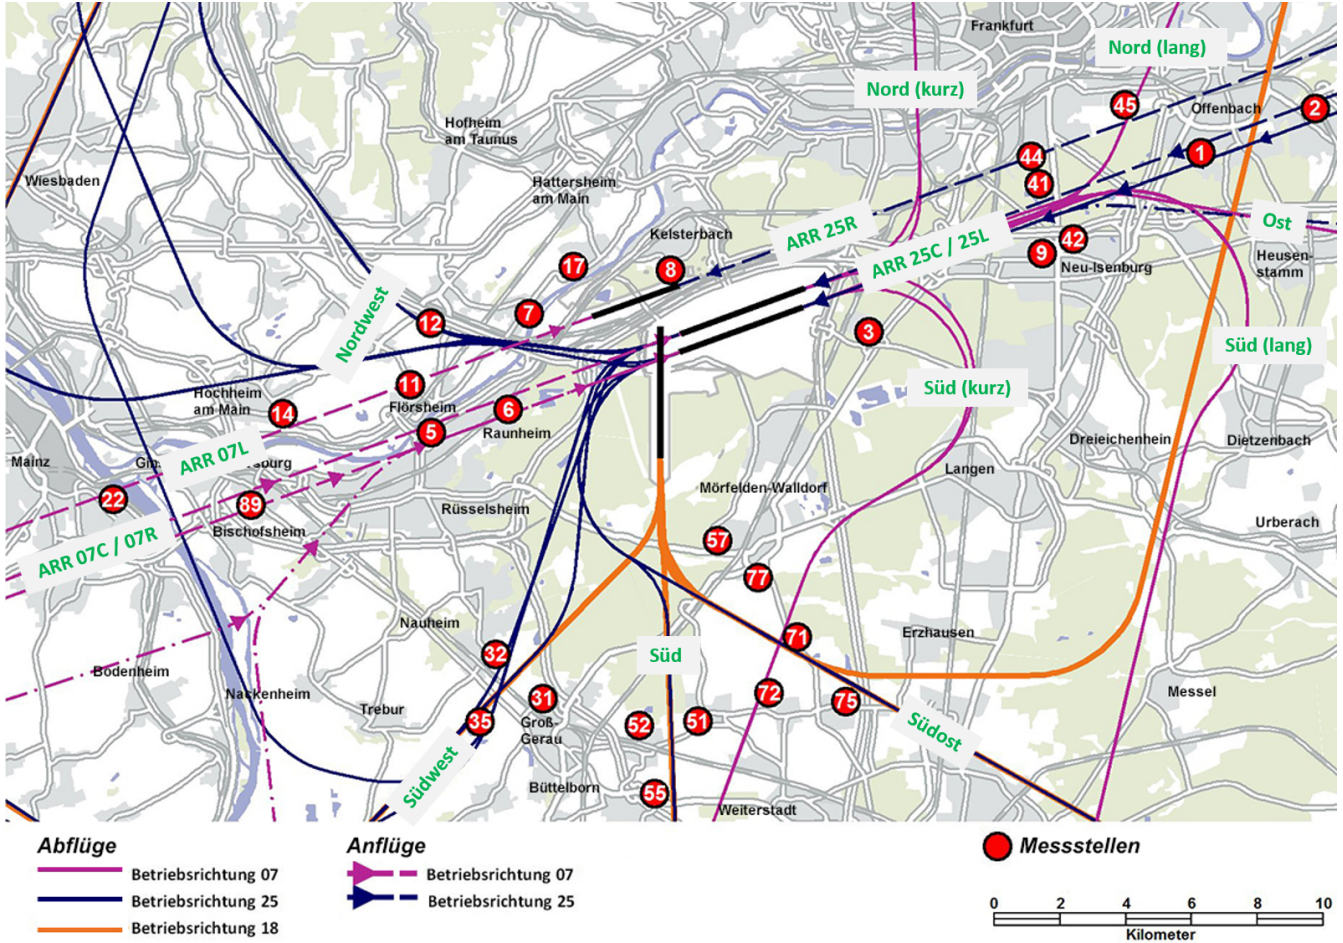 Frankfurt
Nord (lang)
Nord (kurz)
45
Offenbach
2
Hofheim
am Taunus
1
44
Wiesbaden
41
Hattersheim
am Main
Kelsterbach
ARR 25R
Ost
ARR 25C / 25L
42
9
17
8
Neu-Isenburg
Heusen-
stamm
Nordwest
7
12
3
Süd (lang)
11
Süd (kurz)
Hochheim
am Main
14
Flörsheim
6
Raunheim
5
Dreieichenhein
Dietzenbach
Mainz
ARR 07L
Langen
22
89
Mörfelden-Walldorf
Rüsselsheim
Urberach
Bischofsheim
ARR 07C / 07R
57
77
Nauheim
Erzhausen
71
32
Süd
Bodenheim
Nackenheim
Messel
31
72
75
Trebur
35
Groß-
Gerau
52
51
Südost
Südwest
Büttelborn
55
Weiterstadt
Abflüge
Anflüge
Messstellen
Betriebsrichtung 07
Betriebsrichtung 07
Betriebsrichtung 25
Betriebsrichtung 25
Betriebsrichtung 18
0 2 4 6 8 10
Kilometer